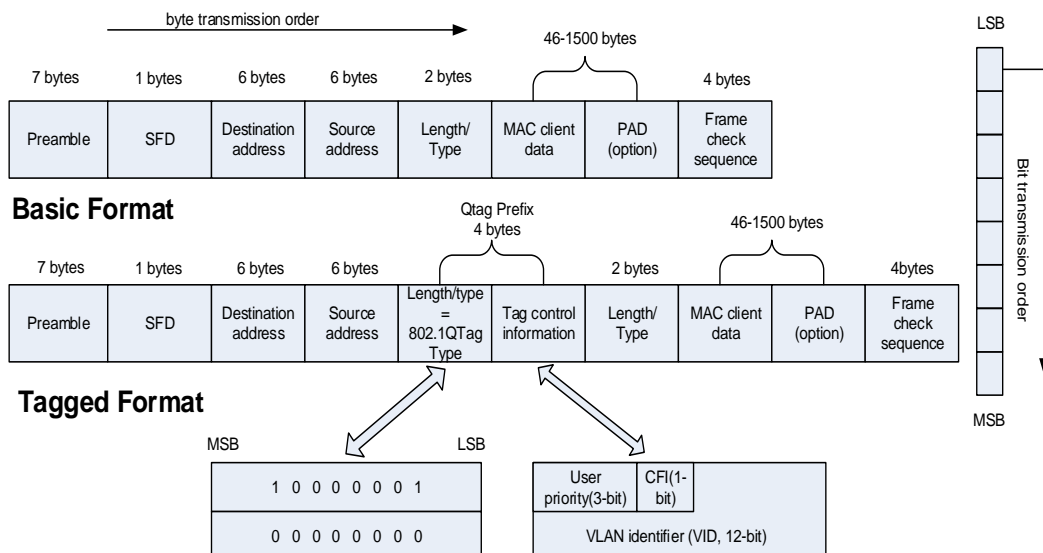 byte transmission order
46-1500 bytes
LSB
7 bytes
1 bytes
6 bytes
6 bytes
2 bytes
4 bytes
Preamble
SFD
Destination
address
Source
address
Length/
Type
MAC client
data
PAD
(option)
Frame
check
sequence
Basic Format
Bit transmission order
Qtag Prefix
4 bytes
46-1500 bytes
7 bytes
1 bytes
6 bytes
6 bytes
2 bytes
4bytes
Preamble
SFD
Destination
address
Source
address
Length/type
=
802.1QTag
Type
Tag control
information
Length/
Type
MAC client
data
PAD
(option)
Frame
check
sequence
Tagged Format
MSB
MSB
LSB
1 0 0 0 0 0 0 1
0 0 0 0 0 0 0 0
User
priority(3-bit)
CFI(1-
bit)
VLAN identifier (VID, 12-bit)